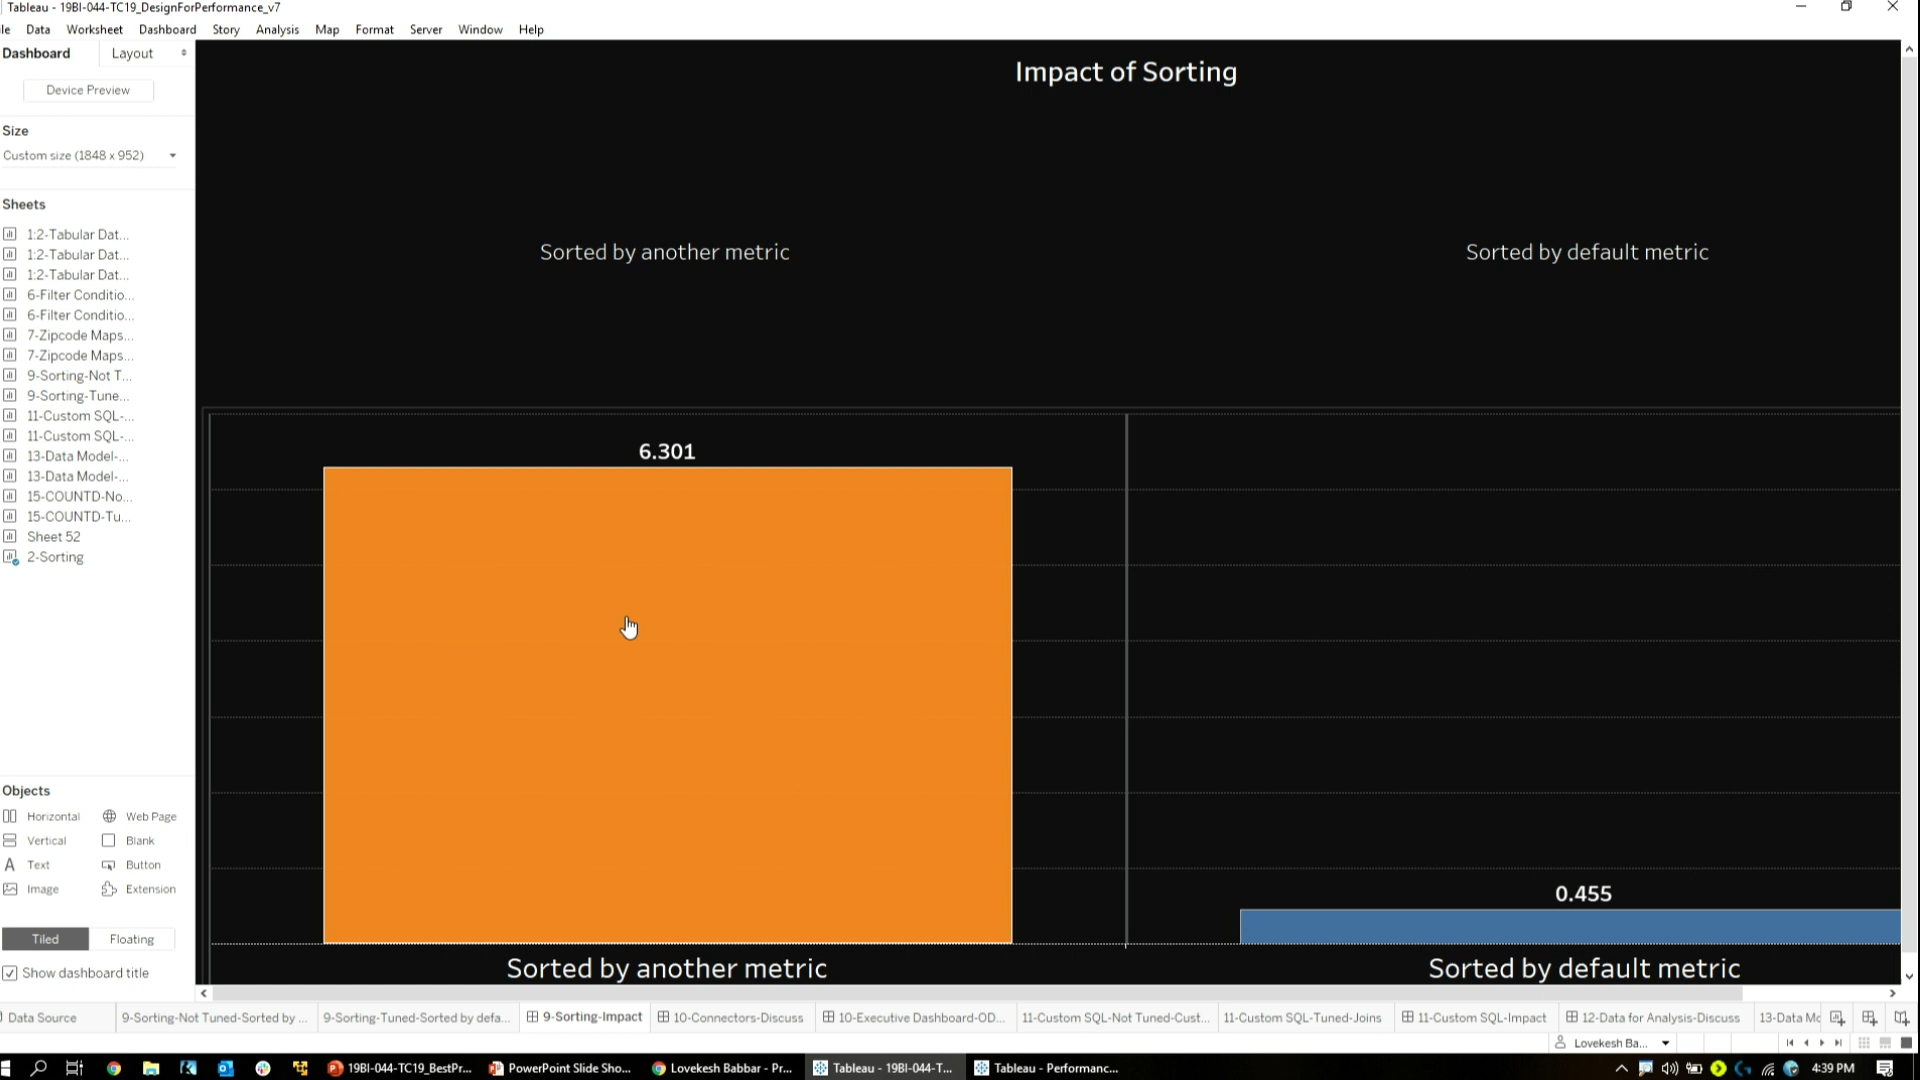 Tableau - 19BI-044-TC19_DesignForPerformance_v7
le Data Worksheet Dashboard Story Analysis Map Format Server Window Help
Dashboard Layout
Device Preview
Size
Custom size (1848 x 952)
Sheets
1:2-Tabular Dat...
1:2-Tabular Dat...
1:2-Tabular Dat...
6-Filter Conditio...
6-Filter Conditio...
7-Zipcode Maps...
7-Zipcode Maps...
9-Sorting-Not T...
9-Sorting-Tune...
11-Custom SQL-...
11-Custom SQL-...
13-Data Model-...
13-Data Model-...
15-COUNTD-No...
15-COUNTD-Tu...
Sheet 52
2-Sorting
Objects
Horizontal Web Page
Vertical Blank
A Text Button
Image Extension
Tiled Floating
Show dashboard title
Impact of Sorting
Sorted by another metric Sorted by default metric
6.301
0.455
Sorted by another metric Sorted by default metric
Data Source 9-Sorting-Not Tuned-Sorted by ... 9-Sorting-Tuned-Sorted by defa... 9-Sorting-Impact 10-Connectors-Discuss 10-Executive Dashboard-OD... 11-Custom SQL-Not Tuned-Cust... 11-Custom SQL-Tuned-Joins 11-Custom SQL-Impact 12-Data for Analysis-Discuss 13-Data Mo
Lovekesh Ba...
19BI-044-TC19_BestPr... PowerPoint Slide Sho... Lovekesh Babbar - Pr... Tableau - 19BI-044-T... Tableau - Performanc... 4:39 PM